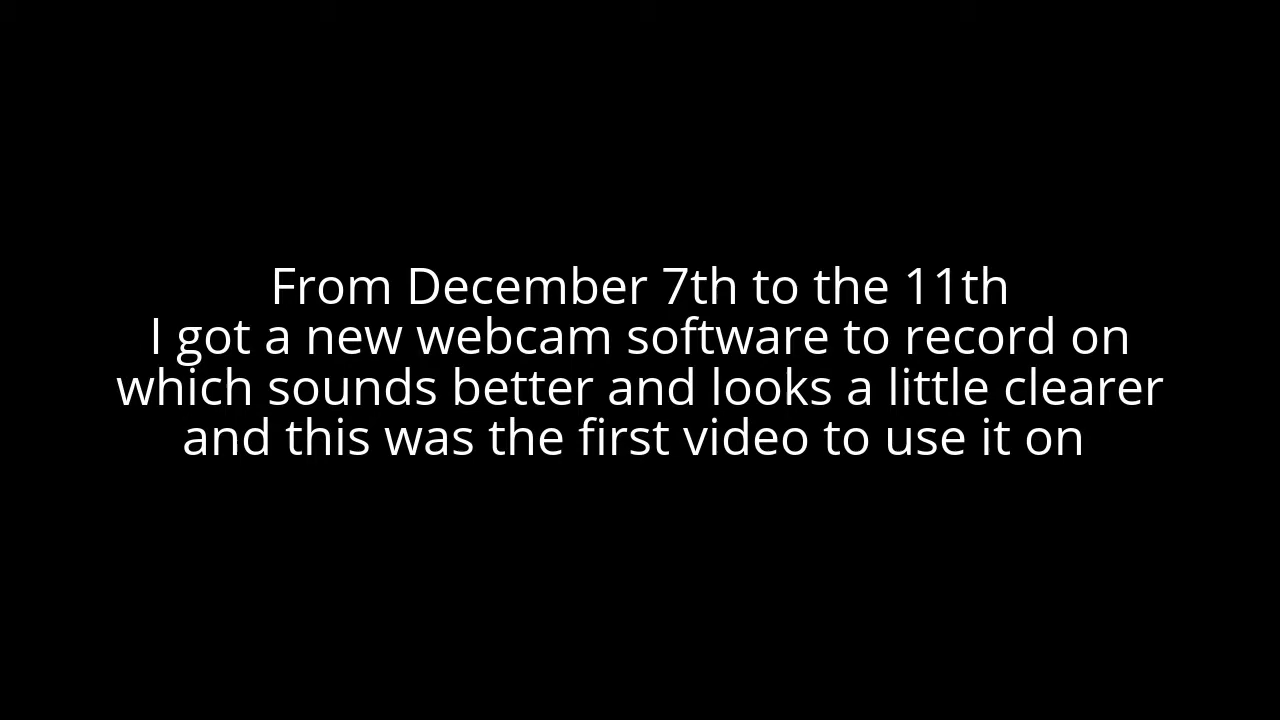 From December 7th to the 11th
I got a new webcam software to record on
which sounds better and looks a little clearer
and this was the first video to use it on